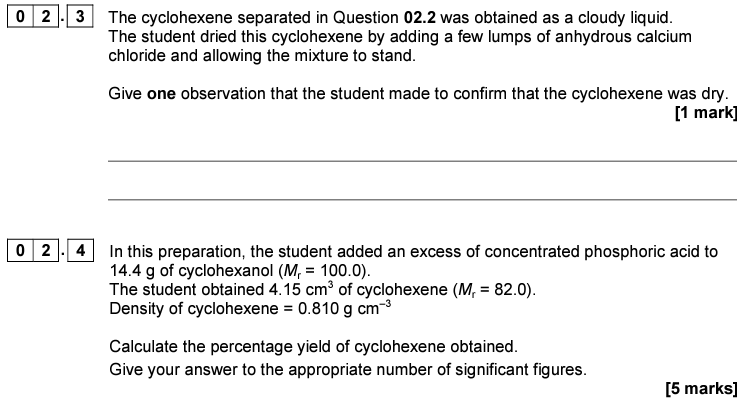 0 2 . 3 The cyclohexene separated in Question 02.2 was obtained as a cloudy liquid.
The student dried this cyclohexene by adding a few lumps of anhydrous calcium
chloride and allowing the mixture to stand.
Give one observation that the student made to confirm that the cyclohexene was dry.
[1 mark]
0 2 . 4 In this preparation, the student added an excess of concentrated phosphoric acid to
14.4 g of cyclohexanol (Mr = 100.0).
The student obtained 4.15 cm³ of cyclohexene (Mr = 82.0).
Density of cyclohexene = 0.810 g cm⁻³
Calculate the percentage yield of cyclohexene obtained.
Give your answer to the appropriate number of significant figures.
[5 marks]